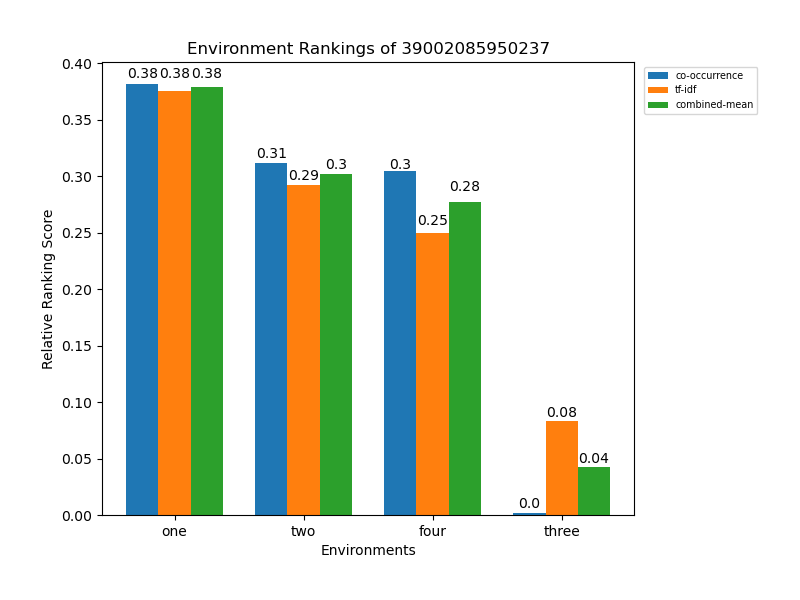 Environment Rankings of 39002085950237
co-occurrence
tf-idf
combined-mean
0.40
0.35
0.30
0.25
0.20
0.15
0.10
0.05
0.00
Relative Ranking Score
0.38 0.38 0.38
0.31 0.29 0.3
0.3 0.25 0.28
0.0 0.08 0.04
one two four three
Environments